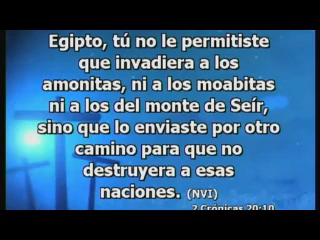 Egipto, tú no le permitiste
que invadiera a los
amonitas, ni a los moabitas
ni a los del monte de Seír,
sino que lo enviaste por otro
camino para que no
destruyera a esas
naciones. (NVI)
2 Crónicas 20:10